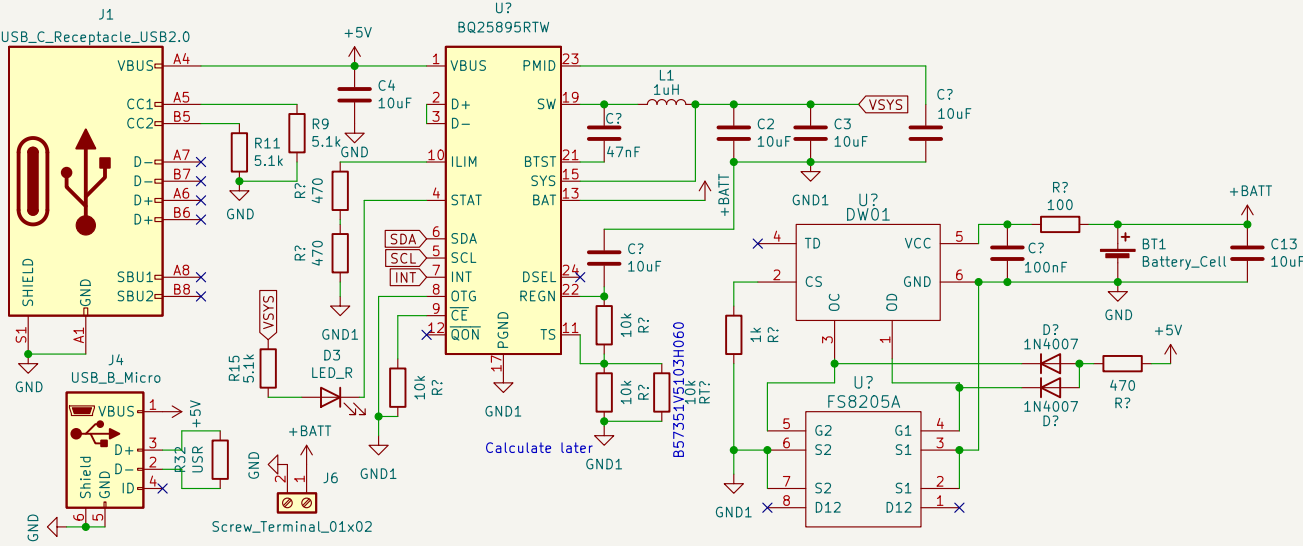 J1
USB_C_Receptacle_USB2.0
VBUS A4
CC1 A5
CC2 B5
D- A7
D- B7
D+ A6
D+ B6
SBU1 A8
SBU2 B8
SHIELD
GND
S1
A1
GND
R11
5.1k
R9
5.1k
GND
+5V
C4
10uF
GND
U?
BQ25895RTW
1 VBUS
2 D+
3 D-
10 ILIM
4 STAT
6 SDA
5 SCL
7 INT
8 OTG
9 CE
12 QON
PMID 23
SW 19
BTST 21
SYS 15
BAT 13
DSEL 24
REGN 22
TS 11
PGND
17
GND1
SDA
SCL
INT
R?
470
R?
470
GND1
VSYS
R15
5.1k
D3
LED_R
10k
R?
GND1
L1
1uH
C?
47nF
C2
10uF
C3
10uF
VSYS
C?
10uF
GND1
+BATT
C?
10uF
10k
R?
10k
R?
10k
RT?
B57351V5103H060
Calculate later
GND1
J4
USB_B_Micro
VBUS 1
D+ 3
D- 2
ID 4
Shield
GND
6
5
GND
+5V
R32
USR
+BATT
GND
2
1
J6
Screw_Terminal_01x02
U?
DW01
4 TD
2 CS
VCC 5
GND 6
OC
OD
3
1
1k
R?
GND1
R?
100
C?
100nF
BT1
Battery_Cell
+
GND
+BATT
C13
10uF
D?
1N4007
1N4007
D?
470
R?
+5V
U?
FS8205A
5 G2
6 S2
7 S2
8 D12
G1 4
S1 3
S1 2
D12 1